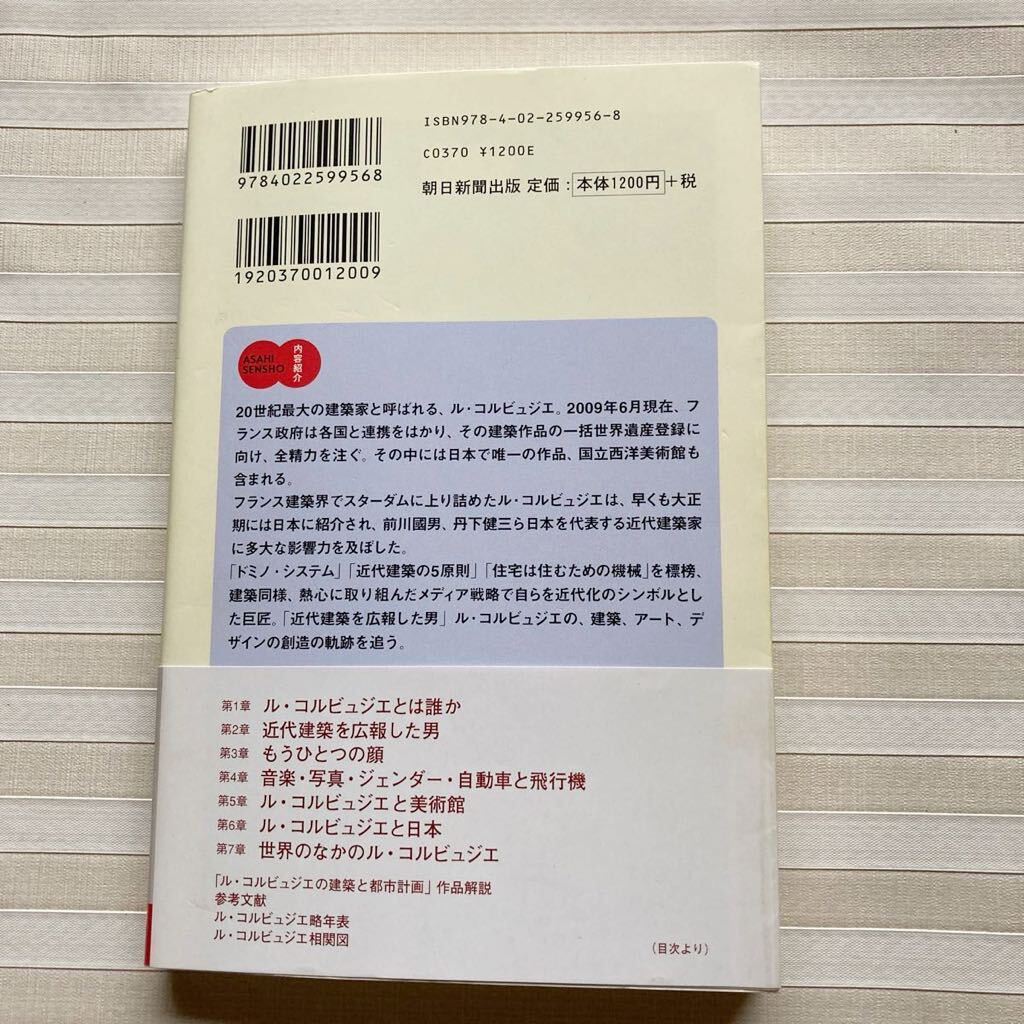 ISBN978-4-02-259956-8
9784022599568
C0370 ¥1200E
朝日新聞出版 定価：本体1200円+税
1920370012009
ASAHI
SENSHO
内容紹介
20世紀最大の建築家と呼ばれる、ル・コルビュジエ。2009年6月現在、フ
ランス政府は各国と連携をはかり、その建築作品の一括世界遺産登録に
向け、全精力を注ぐ。その中には日本で唯一の作品、国立西洋美術館も
含まれる。
フランス建築界でスターダムに上り詰めたル・コルビュジエは、早くも大正
期には日本に紹介され、前川國男、丹下健三ら日本を代表する近代建築家
に多大な影響力を及ぼした。
「ドミノ・システム」「近代建築の5原則」「住宅は住むための機械」を標榜、
建築同様、熱心に取り組んだメディア戦略で自らを近代化のシンボルとし
た巨匠。「近代建築を広報した男」ル・コルビュジエの、建築、アート、デ
ザインの創造の軌跡を追う。
第1章 ル・コルビュジエとは誰か
第2章 近代建築を広報した男
第3章 もうひとつの顔
第4章 音楽・写真・ジェンダー・自動車と飛行機
第5章 ル・コルビュジエと美術館
第6章 ル・コルビュジエと日本
第7章 世界のなかのル・コルビュジエ
「ル・コルビュジエの建築と都市計画」作品解説
参考文献
ル・コルビュジエ略年表
ル・コルビュジエ相関図
（目次より）